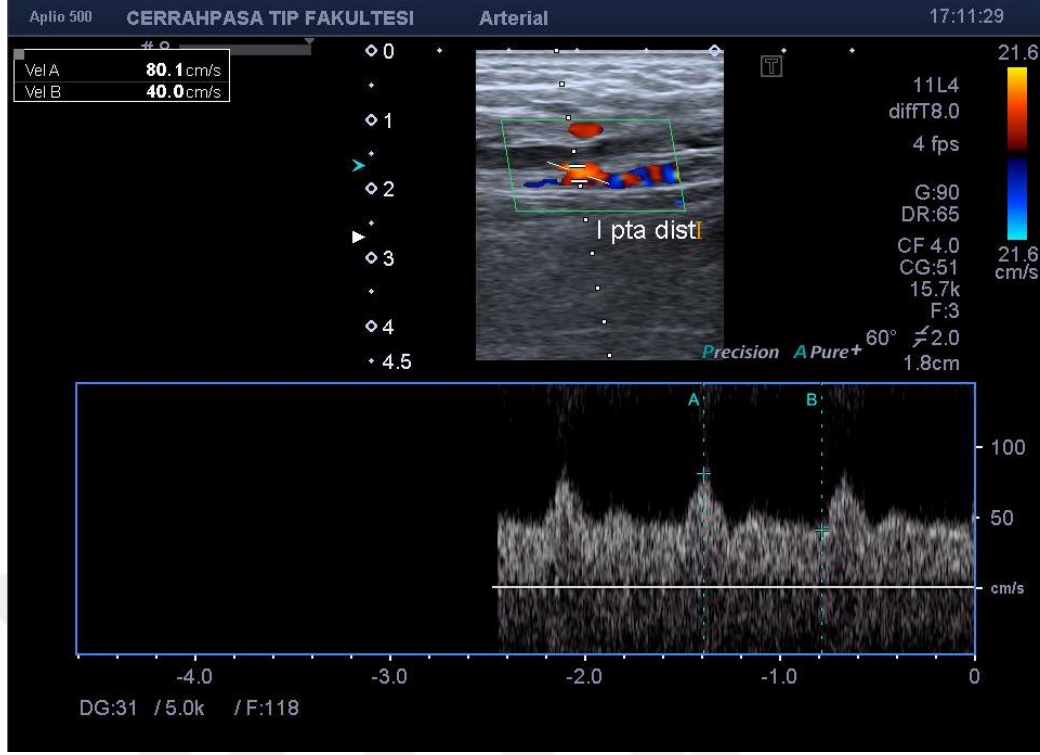 Aplio 500 CERRAHPASA TIP FAKULTESI Arterial 17:11:29
Vel A 80.1 cm/s
Vel B 40.0 cm/s
0
1
2
3
4
4.5
T
l pta dist
Precision A Pure+
21.6
11L4
diffT8.0
4 fps
G:90
DR:65
CF 4.0
CG:51
15.7k
F:3
60° 2.0
1.8cm
21.6
cm/s
A B
100
50
cm/s
-4.0 -3.0 -2.0 -1.0 0
DG:31 / 5.0k / F:118